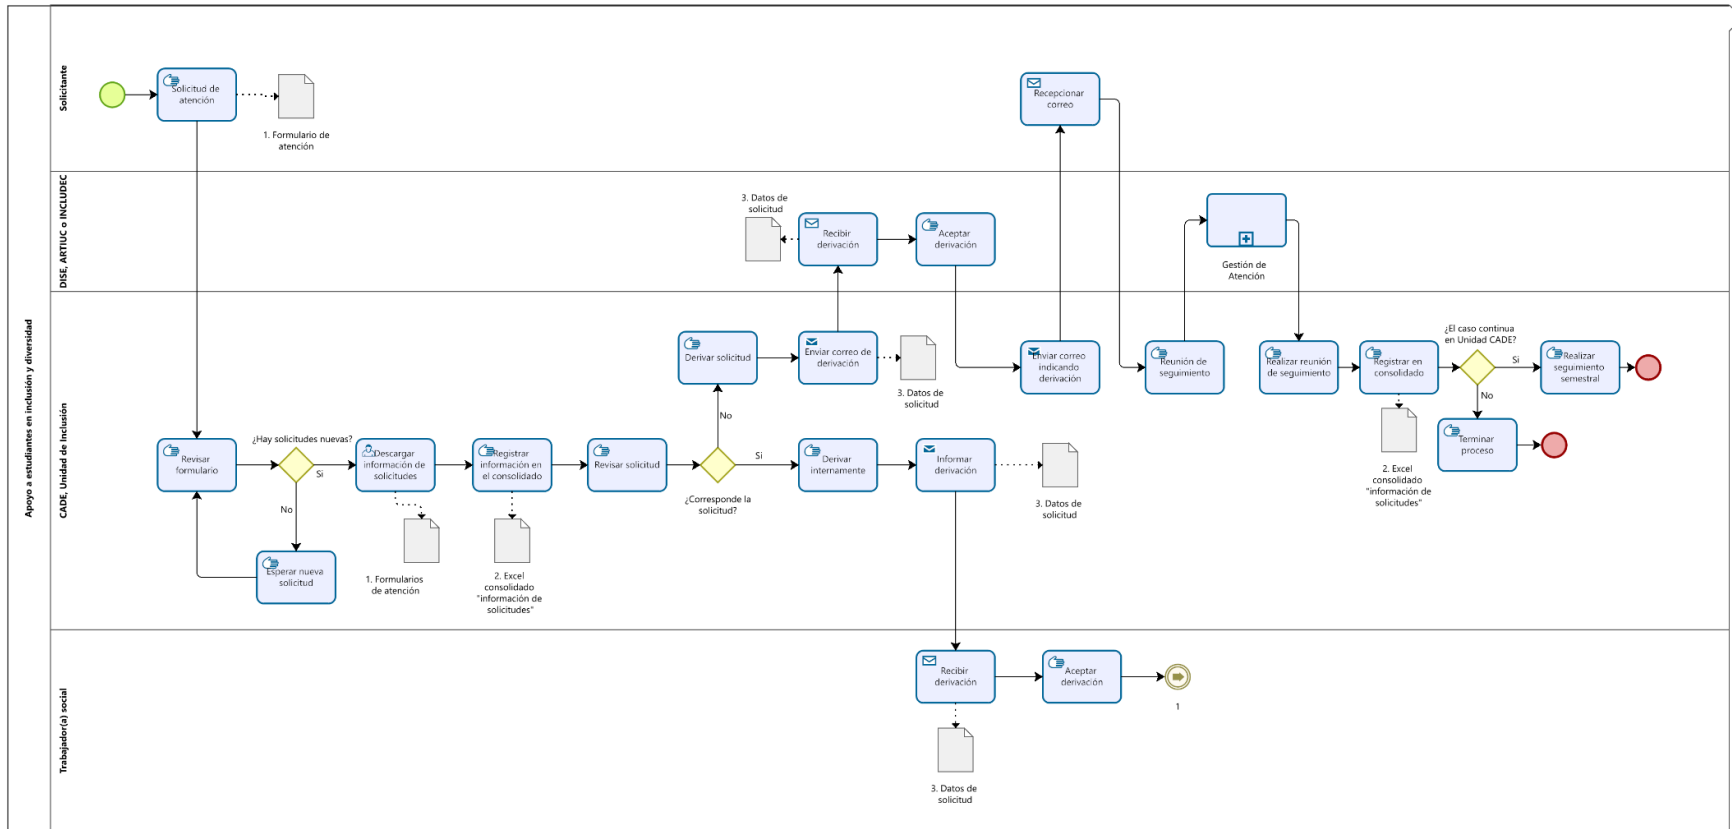 Apoyo a estudiantes en inclusión y diversidad
Solicitante
Solicitud de
atención
1. Formulario de
atención
Recepcionar
correo
DISE, ARTIUC o INCLUDEC
3. Datos de
solicitud
Recibir
derivación
Aceptar
derivación
Gestión de
Atención
CADE, Unidad de Inclusión
Derivar solicitud
Enviar correo de
derivación
3. Datos de
solicitud
Enviar correo
indicando
derivación
Reunión de
seguimiento
Realizar reunión
de seguimiento
Registrar en
consolidado
2. Excel
consolidado
"información de
solicitudes"
¿El caso continua
en Unidad CADE?
Si
No
Realizar
seguimiento
semestral
Terminar
proceso
Revisar
formulario
¿Hay solicitudes nuevas?
Si
No
Esperar nueva
solicitud
Descargar
información de
solicitudes
1. Formularios
de atención
Registrar
información en
el consolidado
2. Excel
consolidado
"información de
solicitudes"
Revisar solicitud
No
Si
¿Corresponde la
solicitud?
Derivar
internamente
Informar
derivación
3. Datos de
solicitud
Trabajador(a) social
Recibir
derivación
3. Datos de
solicitud
Aceptar
derivación
1